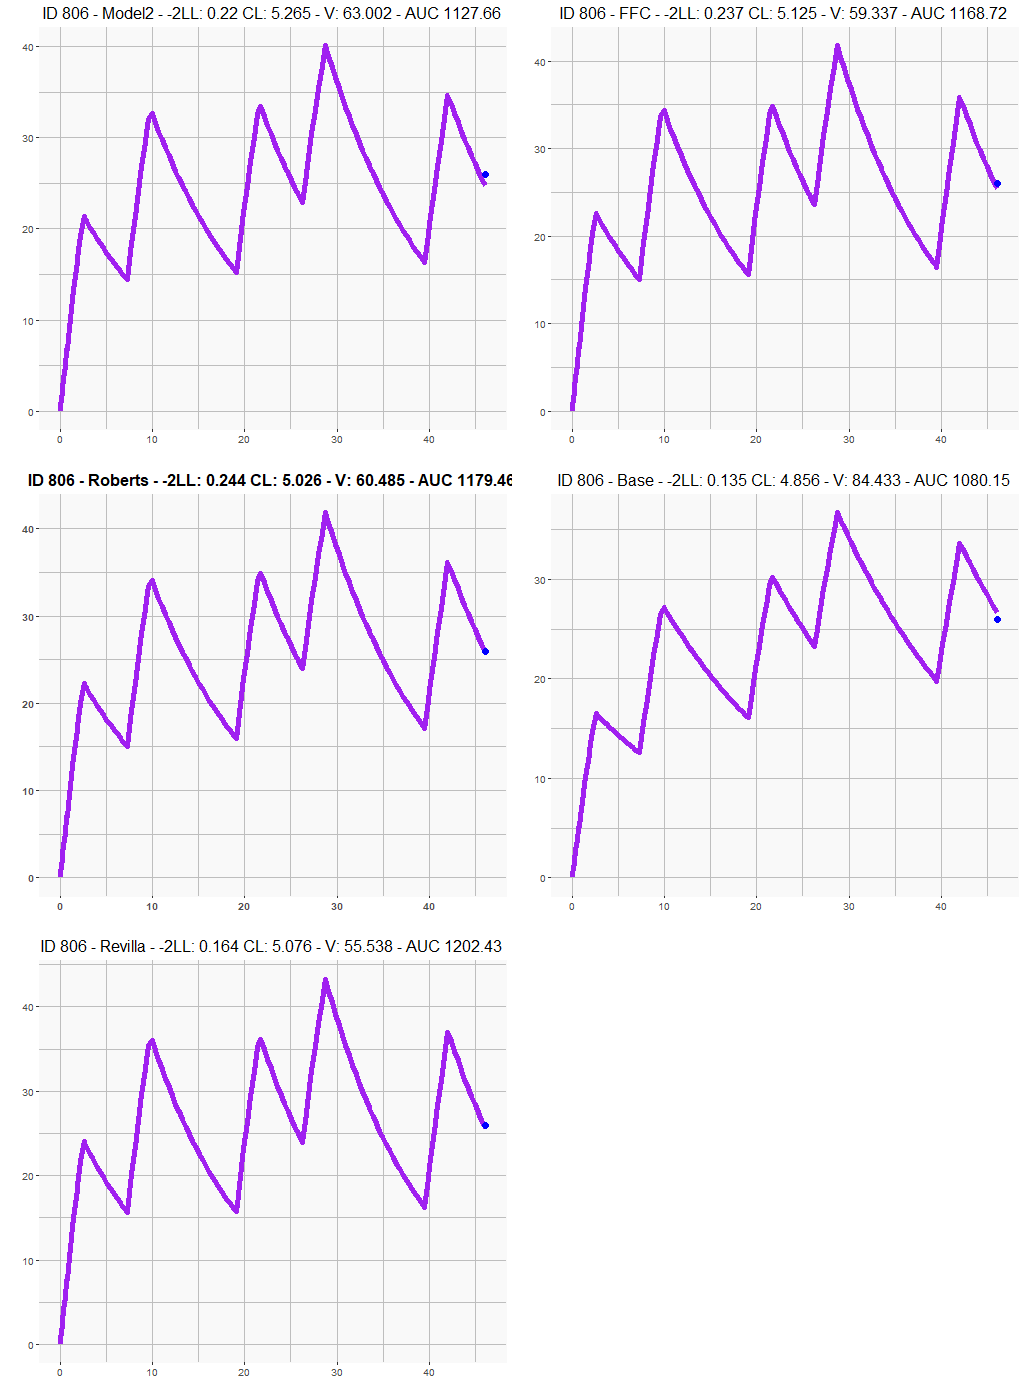 ID 806 - Model2 - -2LL: 0.22 CL: 5.265 - V: 63.002 - AUC 1127.66
40
30
20
10
0
0 10 20 30 40
ID 806 - FFC - -2LL: 0.237 CL: 5.125 - V: 59.337 - AUC 1168.72
40
30
20
10
0
0 10 20 30 40
ID 806 - Roberts - -2LL: 0.244 CL: 5.026 - V: 60.485 - AUC 1179.46
40
30
20
10
0
0 10 20 30 40
ID 806 - Base - -2LL: 0.135 CL: 4.856 - V: 84.433 - AUC 1080.15
30
20
10
0
0 10 20 30 40
ID 806 - Revilla - -2LL: 0.164 CL: 5.076 - V: 55.538 - AUC 1202.43
40
30
20
10
0
0 10 20 30 40